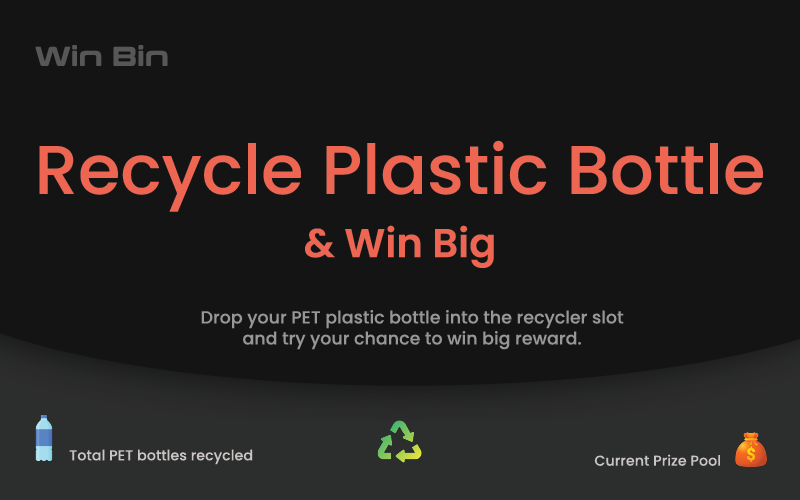 Win Bin
Recycle Plastic Bottle
& Win Big
Drop your PET plastic bottle into the recycler slot
and try your chance to win big reward.
Total PET bottles recycled
Current Prize Pool
$